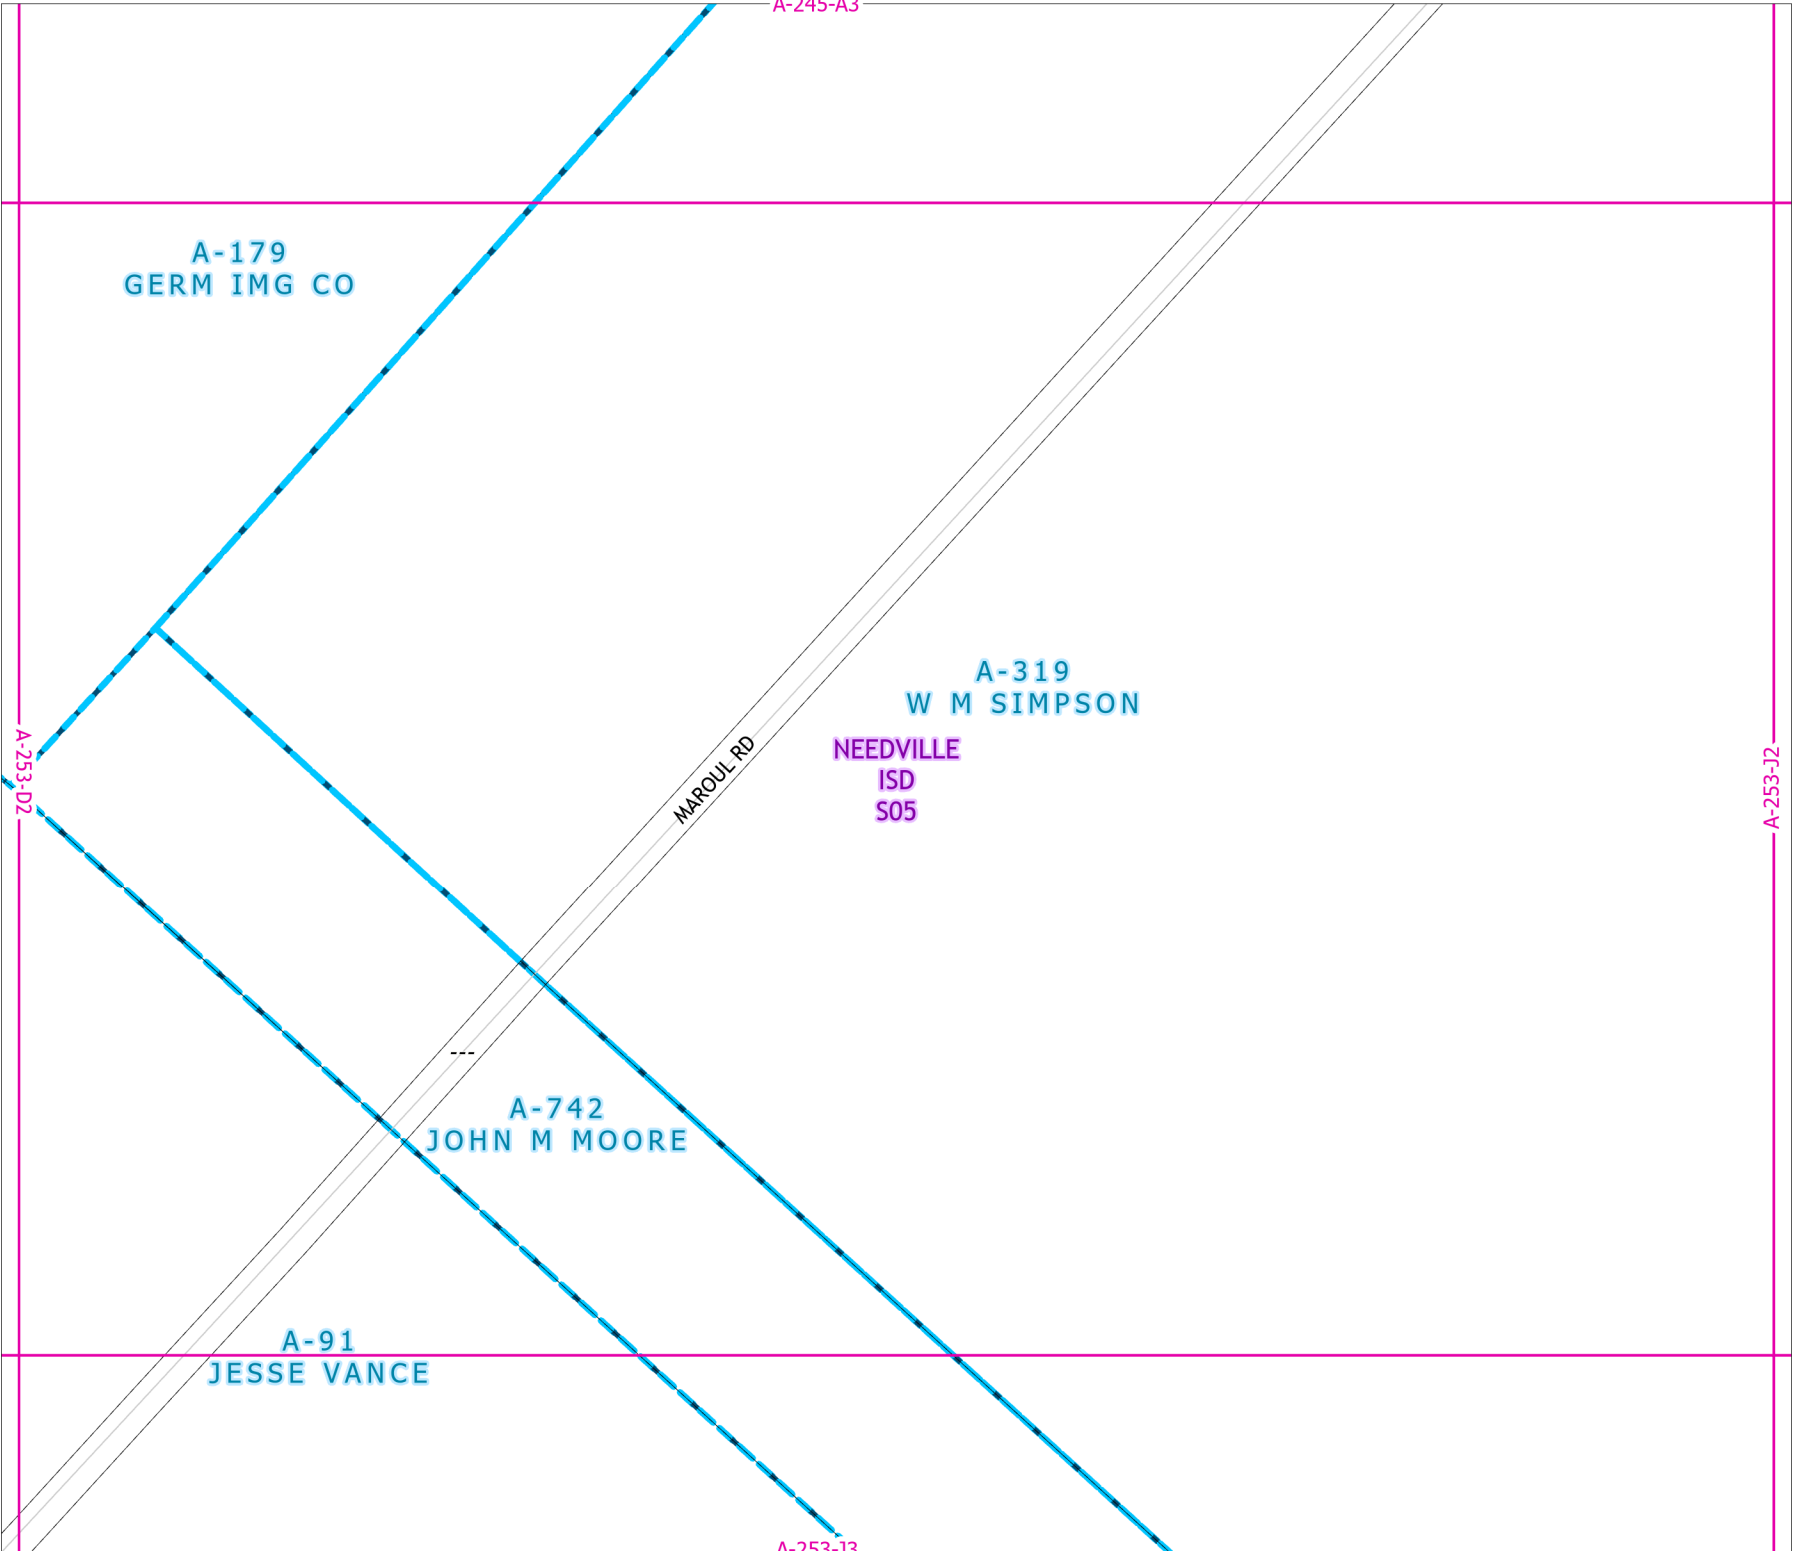 A-245-A3
A-179
GERM IMG CO
A-319
W M SIMPSON
NEEDVILLE
ISD
S05
MAROUL RD
A-253-D2
A-253-J2
---
A-742
JOHN M MOORE
A-91
JESSE VANCE
A-253-J3